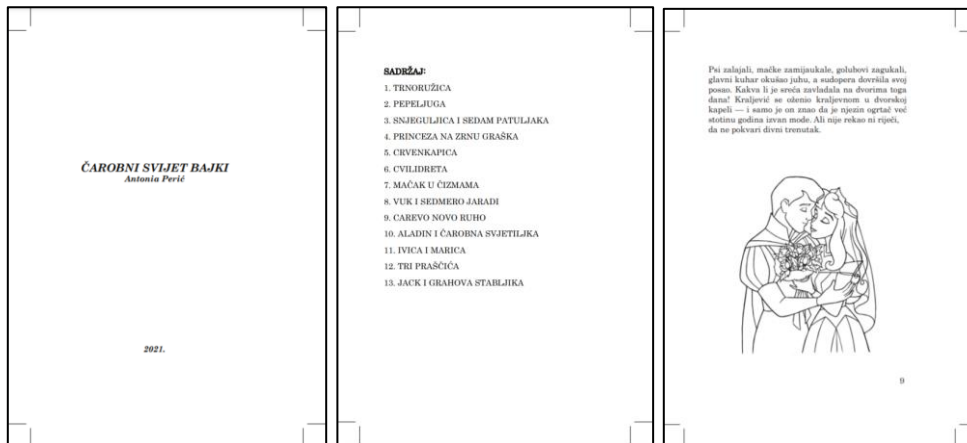 ČAROBNI SVIJET BAJKI
Antonia Perić
2021.
SADRŽAJ:
1. TRNORUŽICA
2. PEPELJUGA
3. SNJEGULJICA I SEDAM PATULJAKA
4. PRINCEZA NA ZRNU GRAŠKA
5. CRVENKAPICA
6. CVILIDRETA
7. MAČAK U ČIZMAMA
8. VUK I SEDMERO JARADI
9. CAREVO NOVO RUHO
10. ALADIN I ČAROBNA SVJETILJKA
11. IVICA I MARICA
12. TRI PRAŠČIĆA
13. JACK I GRAHOVA STABLJIKA
Psi zalajali, mačke zamijaukale, golubovi zagukali,
glavni kuhar okušao juhu, a sudopera dovršila svoj
posao. Kakva li je sreća zavladala na dvorima toga
dana! Kraljević se oženio kraljevnom u dvorskoj
kapeli — i samo je on znao da je njezin ogrtač već
stotinu godina izvan mode. Ali nije rekao ni riječi,
da ne pokvari divni trenutak.
9